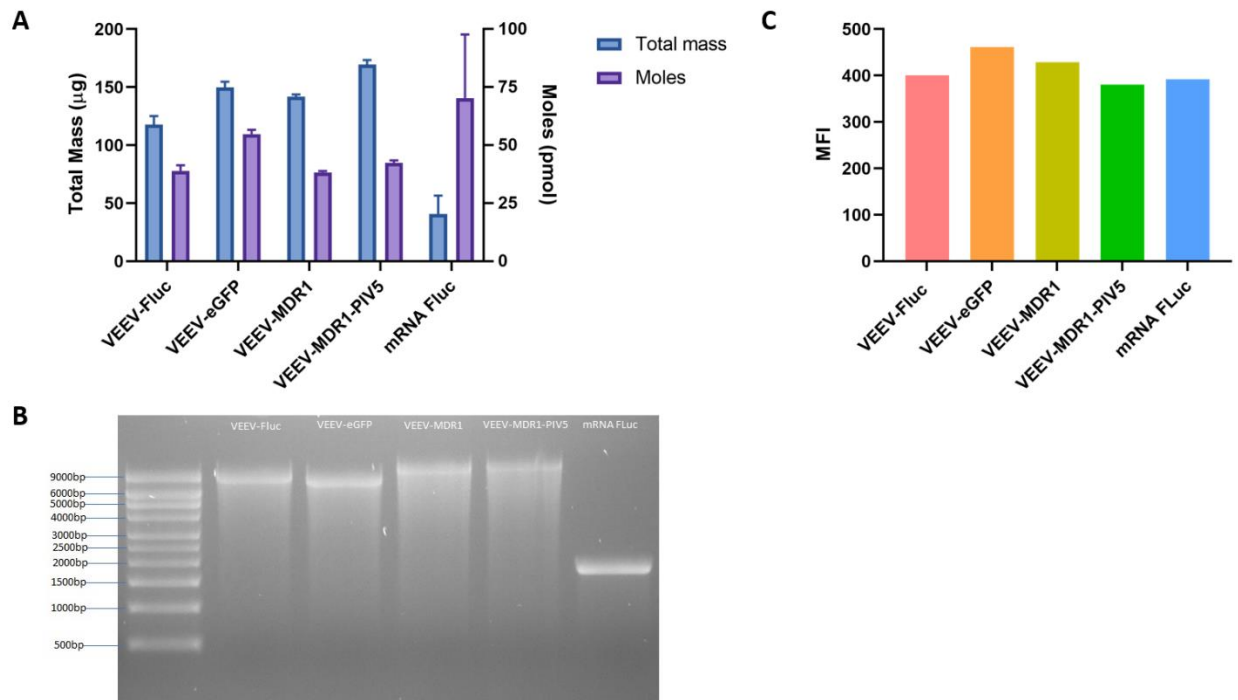 A
200
150
100
50
0
Total Mass (µg)
100
75
50
25
0
Moles (pmol)
VEEV-Fluc
VEEV-eGFP
VEEV-MDR1
VEEV-MDR1-PIV5
mRNA Fluc
Total mass
Moles
C
500
400
300
200
100
0
MFI
VEEV-Fluc
VEEV-eGFP
VEEV-MDR1
VEEV-MDR1-PIV5
mRNA FLuc
B
VEEV-Fluc VEEV-eGFP VEEV-MDR1 VEEV-MDR1-PIV5 mRNA FLuc
9000bp
6000bp
5000bp
4000bp
3000bp
2500bp
2000bp
1500bp
1000bp
500bp